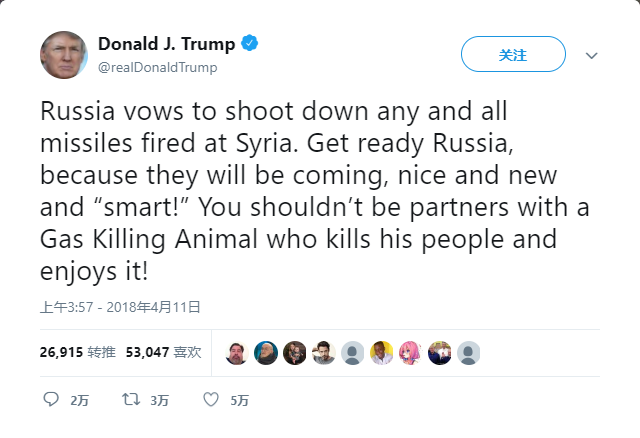 Donald J. Trump
@realDonaldTrump
关注
Russia vows to shoot down any and all
missiles fired at Syria. Get ready Russia,
because they will be coming, nice and new
and “smart!” You shouldn’t be partners with a
Gas Killing Animal who kills his people and
enjoys it!
上午3:57 - 2018年4月11日
26,915 转推 53,047 喜欢
2万 3万 5万